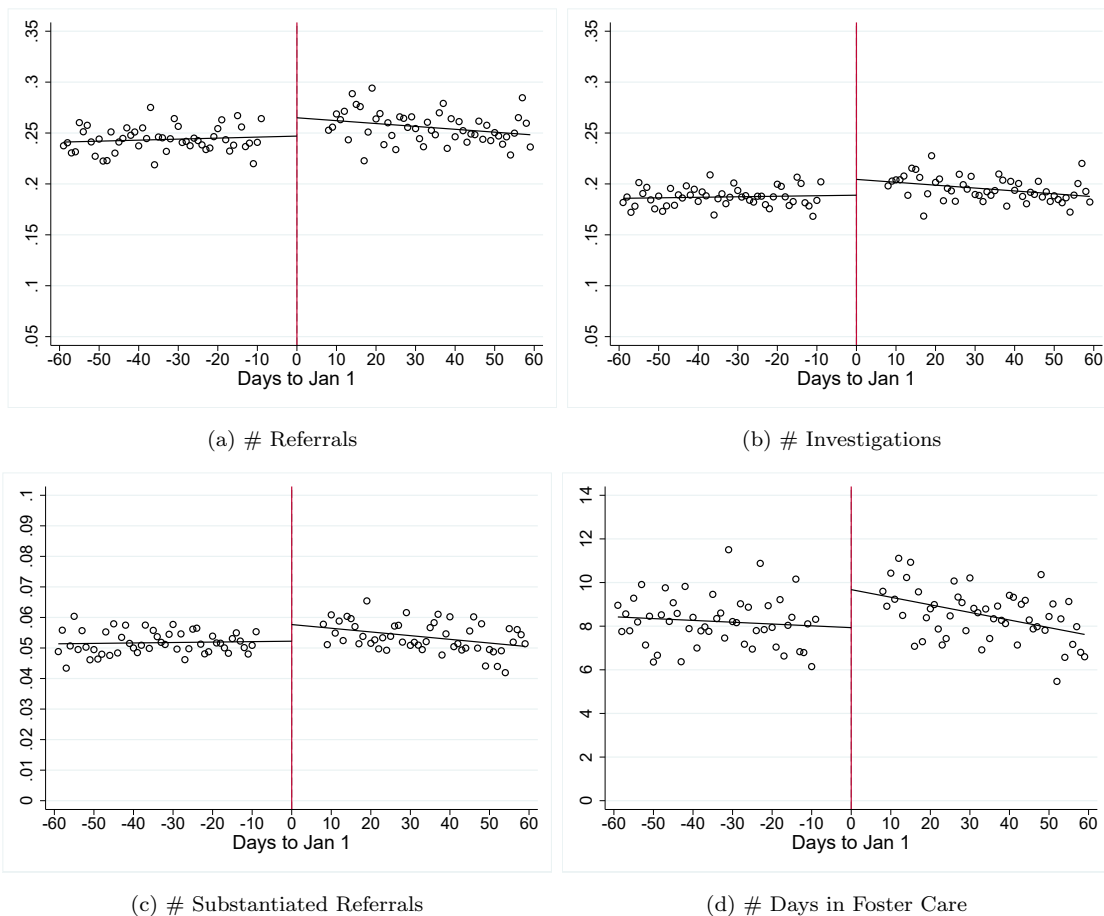 .35
.3
.25
.2
.15
.1
.05
-60 -50 -40 -30 -20 -10 0 10 20 30 40 50 60
Days to Jan 1
(a) # Referrals
.35
.3
.25
.2
.15
.1
.05
-60 -50 -40 -30 -20 -10 0 10 20 30 40 50 60
Days to Jan 1
(b) # Investigations
.1
.09
.08
.07
.06
.05
.04
.03
.02
.01
0
-60 -50 -40 -30 -20 -10 0 10 20 30 40 50 60
Days to Jan 1
(c) # Substantiated Referrals
14
12
10
8
6
4
2
0
-60 -50 -40 -30 -20 -10 0 10 20 30 40 50 60
Days to Jan 1
(d) # Days in Foster Care